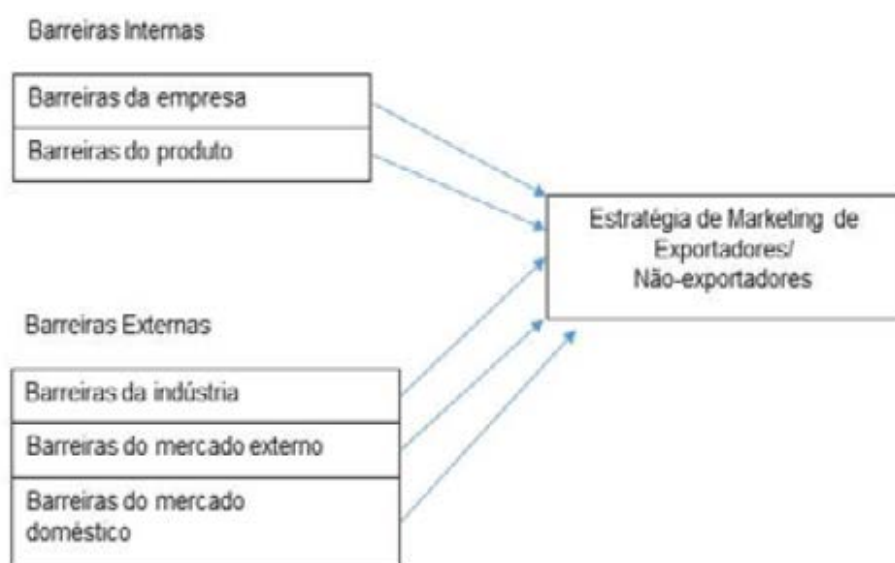 Barreiras Internas
Barreiras da empresa
Barreiras do produto
Estratégia de Marketing de
Exportadores/
Não-exportadores
Barreiras Externas
Barreiras da indústria
Barreiras do mercado externo
Barreiras do mercado
doméstico